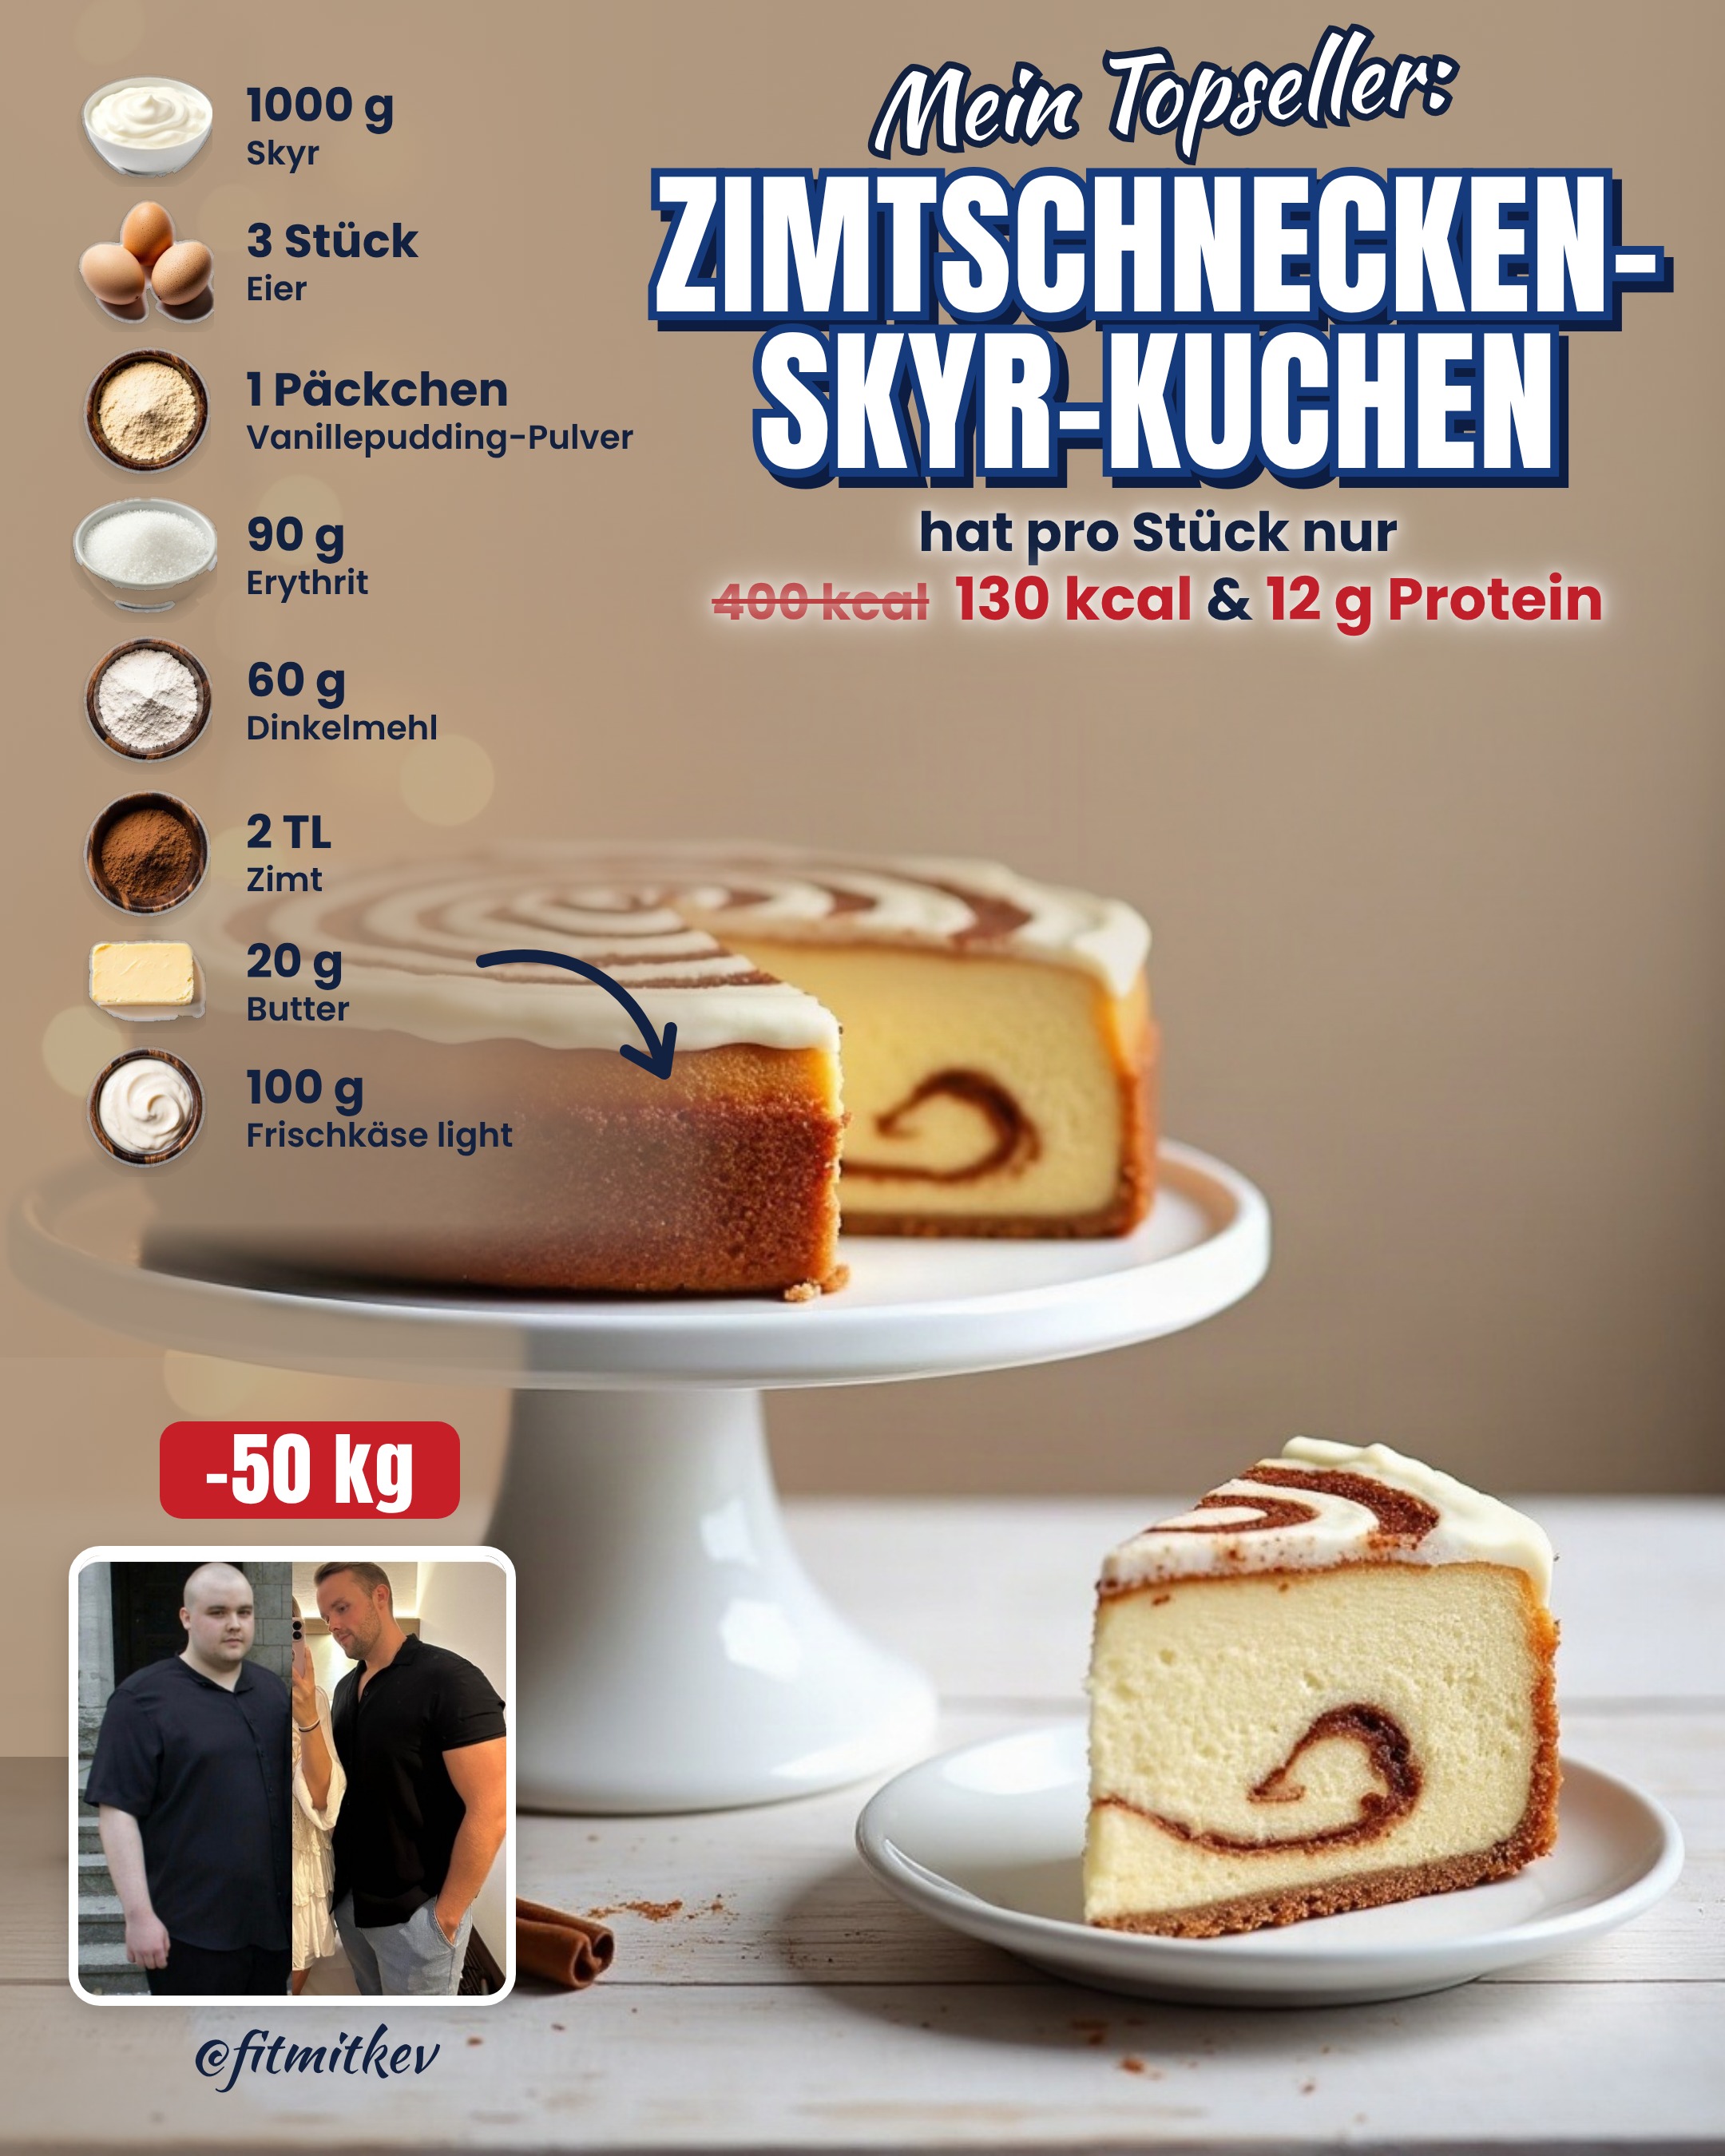 Mein Topseller:
ZIMTSCHNECKEN-
SKYR-KUCHEN
hat pro Stück nur
400 kcal 130 kcal & 12 g Protein
1000 g
Skyr
3 Stück
Eier
1 Päckchen
Vanillepudding-Pulver
90 g
Erythrit
60 g
Dinkelmehl
2 TL
Zimt
20 g
Butter
100 g
Frischkäse light
-50 kg
@fitmitkev